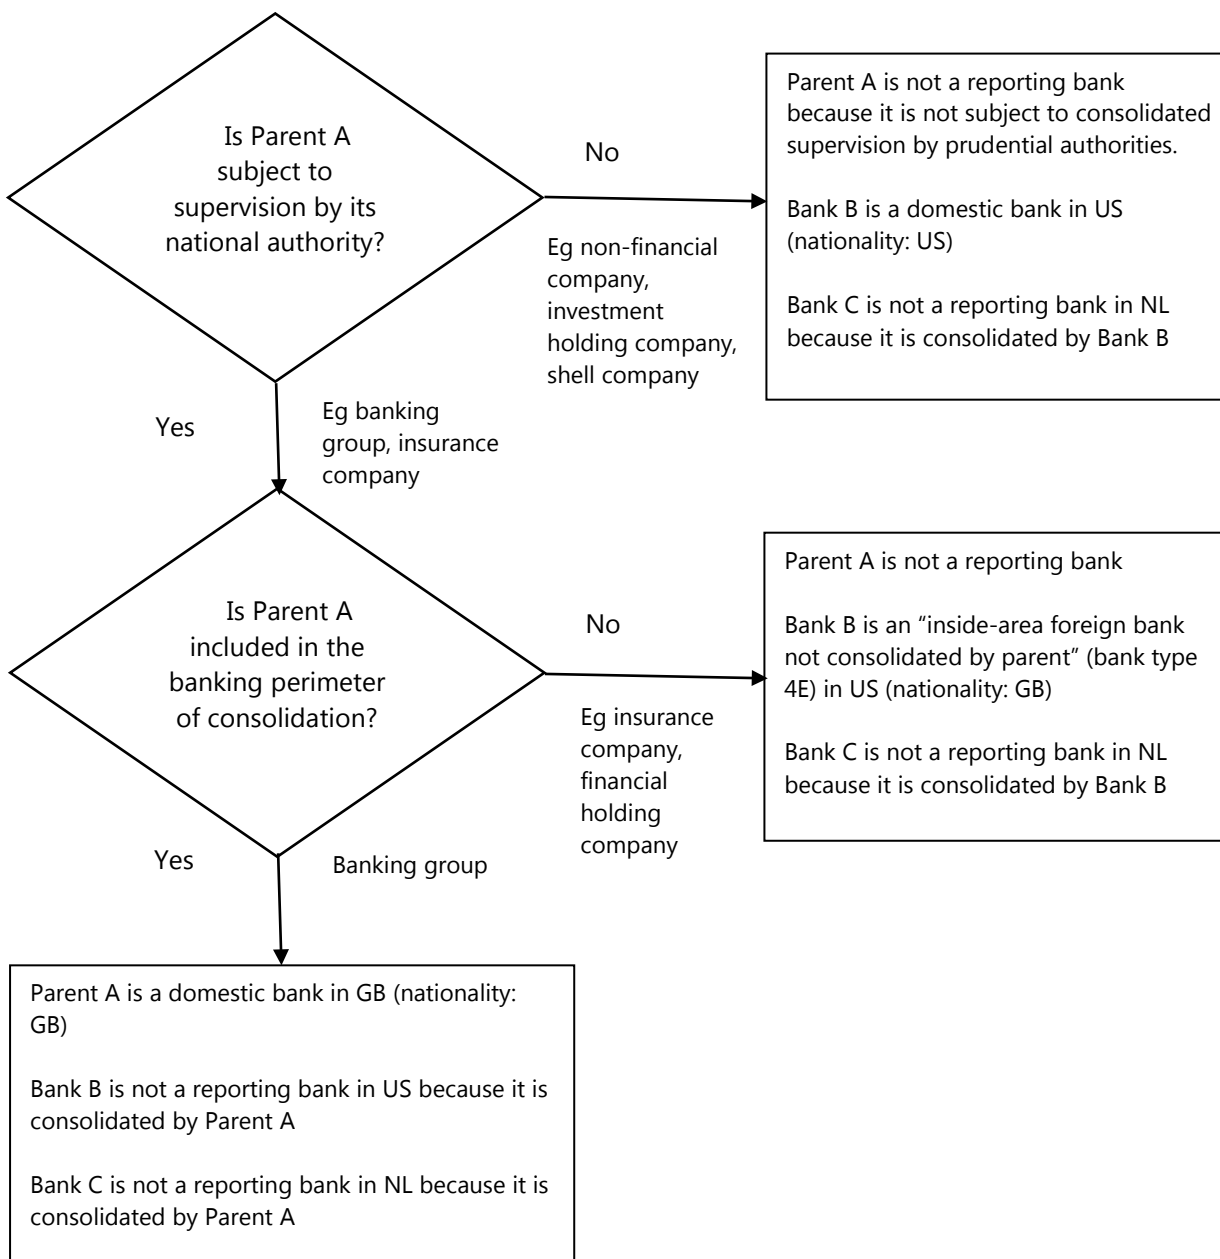 Is Parent A
subject to
supervision by its
national authority?
No
Eg non-financial
company,
investment
holding company,
shell company
Parent A is not a reporting bank
because it is not subject to consolidated
supervision by prudential authorities.
Bank B is a domestic bank in US
(nationality: US)
Bank C is not a reporting bank in NL
because it is consolidated by Bank B
Yes
Eg banking
group, insurance
company
Is Parent A
included in the
banking perimeter
of consolidation?
No
Eg insurance
company,
financial
holding
company
Parent A is not a reporting bank
Bank B is an “inside-area foreign bank
not consolidated by parent” (bank type
4E) in US (nationality: GB)
Bank C is not a reporting bank in NL
because it is consolidated by Bank B
Yes
Banking group
Parent A is a domestic bank in GB (nationality:
GB)
Bank B is not a reporting bank in US because it is
consolidated by Parent A
Bank C is not a reporting bank in NL because it is
consolidated by Parent A